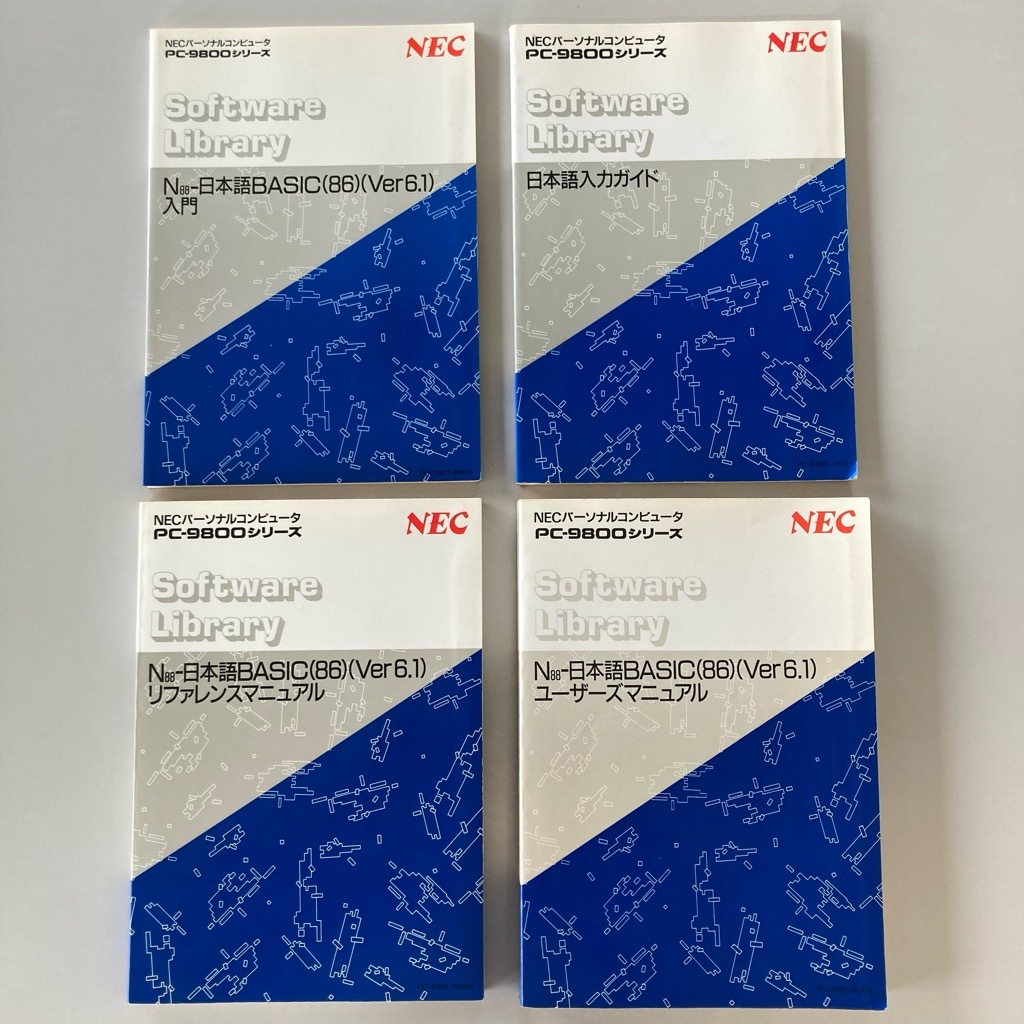 NECパーソナルコンピュータ
PC-9800シリーズ
NEC
Software
Library
N88-日本語BASIC(86)(Ver6.1)
入門
NECパーソナルコンピュータ
PC-9800シリーズ
NEC
Software
Library
日本語入力ガイド
NECパーソナルコンピュータ
PC-9800シリーズ
NEC
Software
Library
N88-日本語BASIC(86)(Ver6.1)
リファレンスマニュアル
NECパーソナルコンピュータ
PC-9800シリーズ
NEC
Software
Library
N88-日本語BASIC(86)(Ver6.1)
ユーザーズマニュアル